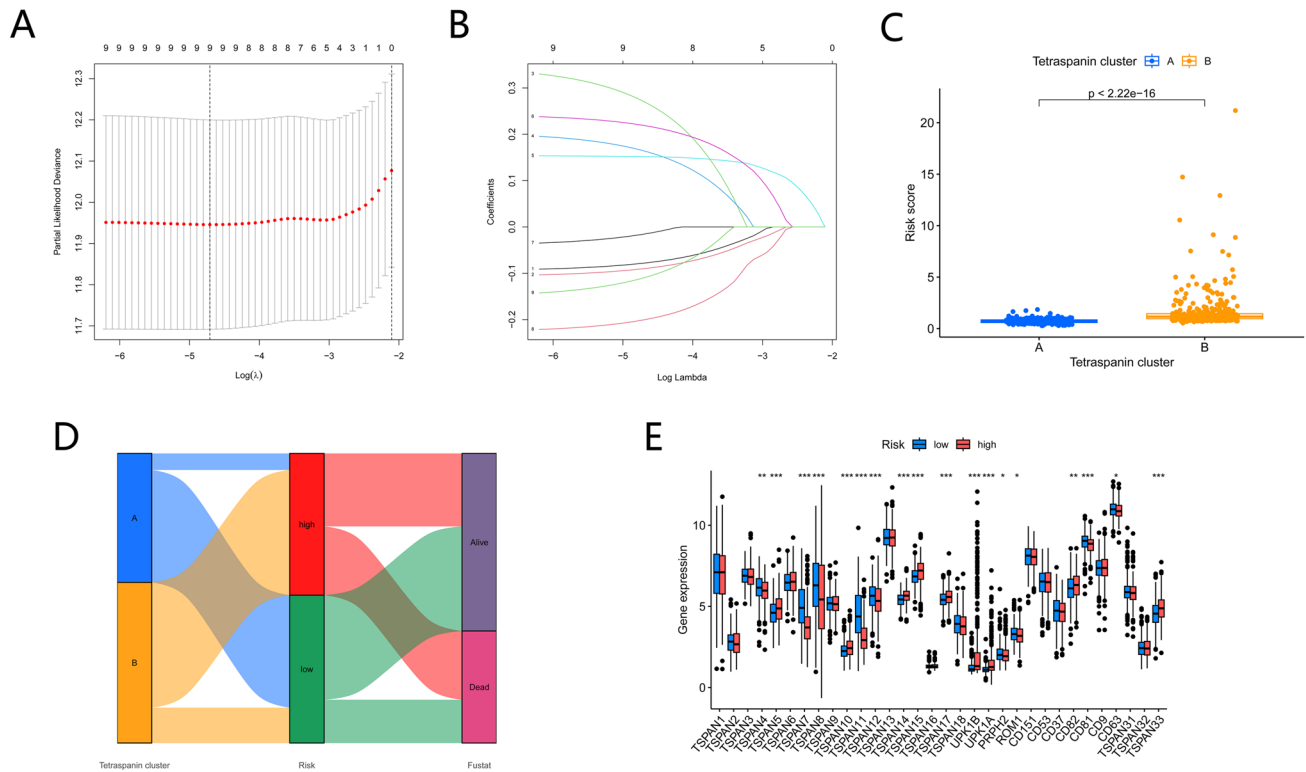 A
9 9 9 9 9 9 9 9 9 9 8 8 8 7 6 5 4 3 1 1 0
Partial Likelihood Deviance
12.3
12.2
12.1
12.0
11.9
11.8
11.7
−6 −5 −4 −3 −2
Log(λ)
B
9 9 8 5 0
Coefficients
0.3
0.2
0.1
0.0
−0.1
−0.2
3
6
4
5
7
1
2
9
8
−6 −5 −4 −3 −2
Log Lambda
C
Tetraspanin cluster A B
p < 2.22e−16
Risk score
20
15
10
5
0
A B
Tetraspanin cluster
D
A
B
high
low
Alive
Dead
Tetraspanin cluster Risk Fustat
E
Risk low high
** *** *** *** *** *** *** *** *** *** *** *** * * ** *** * ***
Gene expression
10
5
0
TSPAN1
TSPAN2
TSPAN3
TSPAN4
TSPAN5
TSPAN6
TSPAN7
TSPAN8
TSPAN9
TSPAN10
TSPAN11
TSPAN12
TSPAN13
TSPAN14
TSPAN15
TSPAN16
TSPAN17
TSPAN18
UPK1B
UPK1A
PRPH2
ROM1
CD151
CD53
CD37
CD82
CD81
CD9
CD63
TSPAN31
TSPAN32
TSPAN33